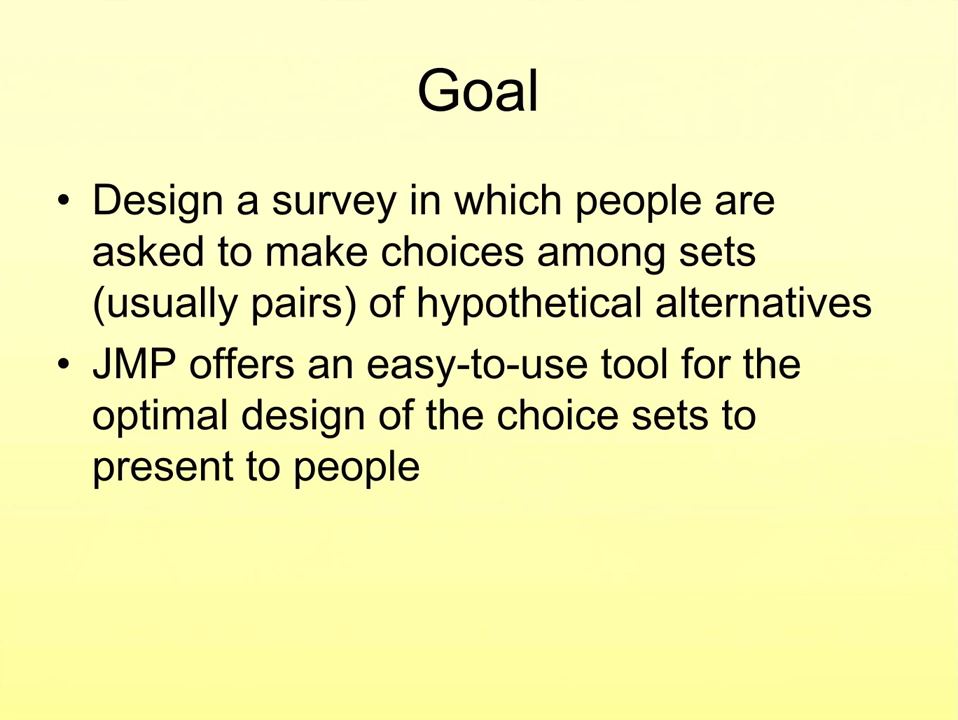 Goal
• Design a survey in which people are
asked to make choices among sets
(usually pairs) of hypothetical alternatives
• JMP offers an easy-to-use tool for the
optimal design of the choice sets to
present to people